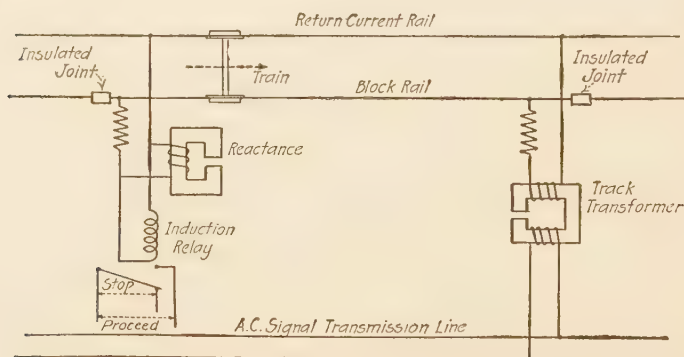 Return Current Rail
Insulated
Joint
Train
Block Rail
Insulated
Joint
Reactance
Track
Transformer
Induction
Relay
Stop
Proceed
A.C. Signal Transmission Line